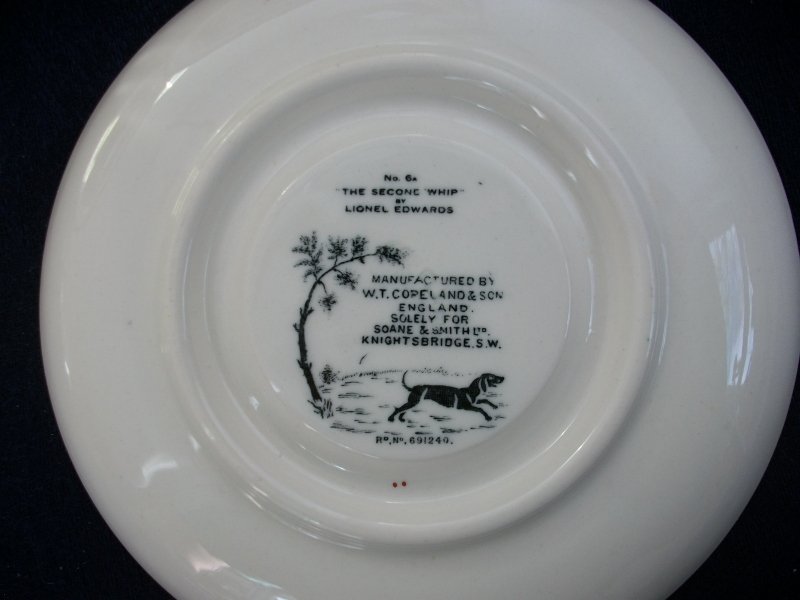 No. 6A
"THE SECOND WHIP"
BY
LIONEL EDWARDS
MANUFACTURED BY
W.T. COPELAND & SON
ENGLAND.
SOLELY FOR
SOANE & SMITH LTD.
KNIGHTSBRIDGE. S.W.
RD. No. 691240.